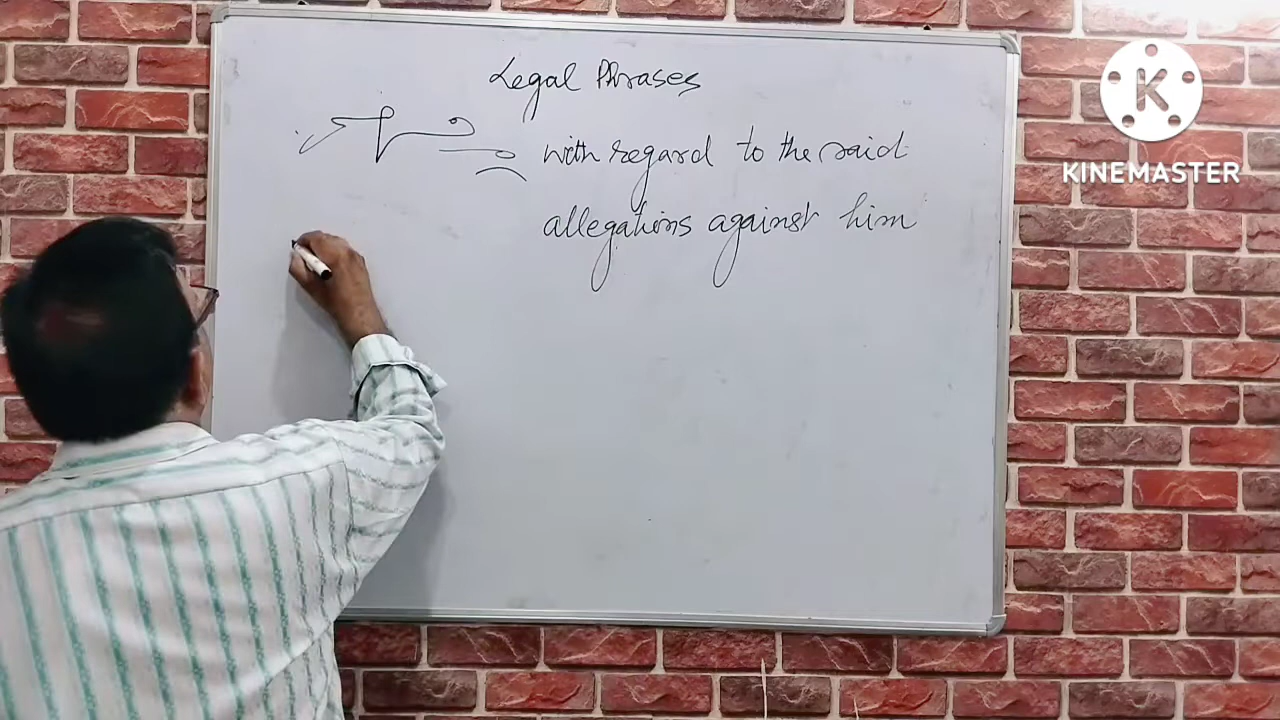 Legal Phrases
with regard to the said
allegations against him
K
KINEMASTER